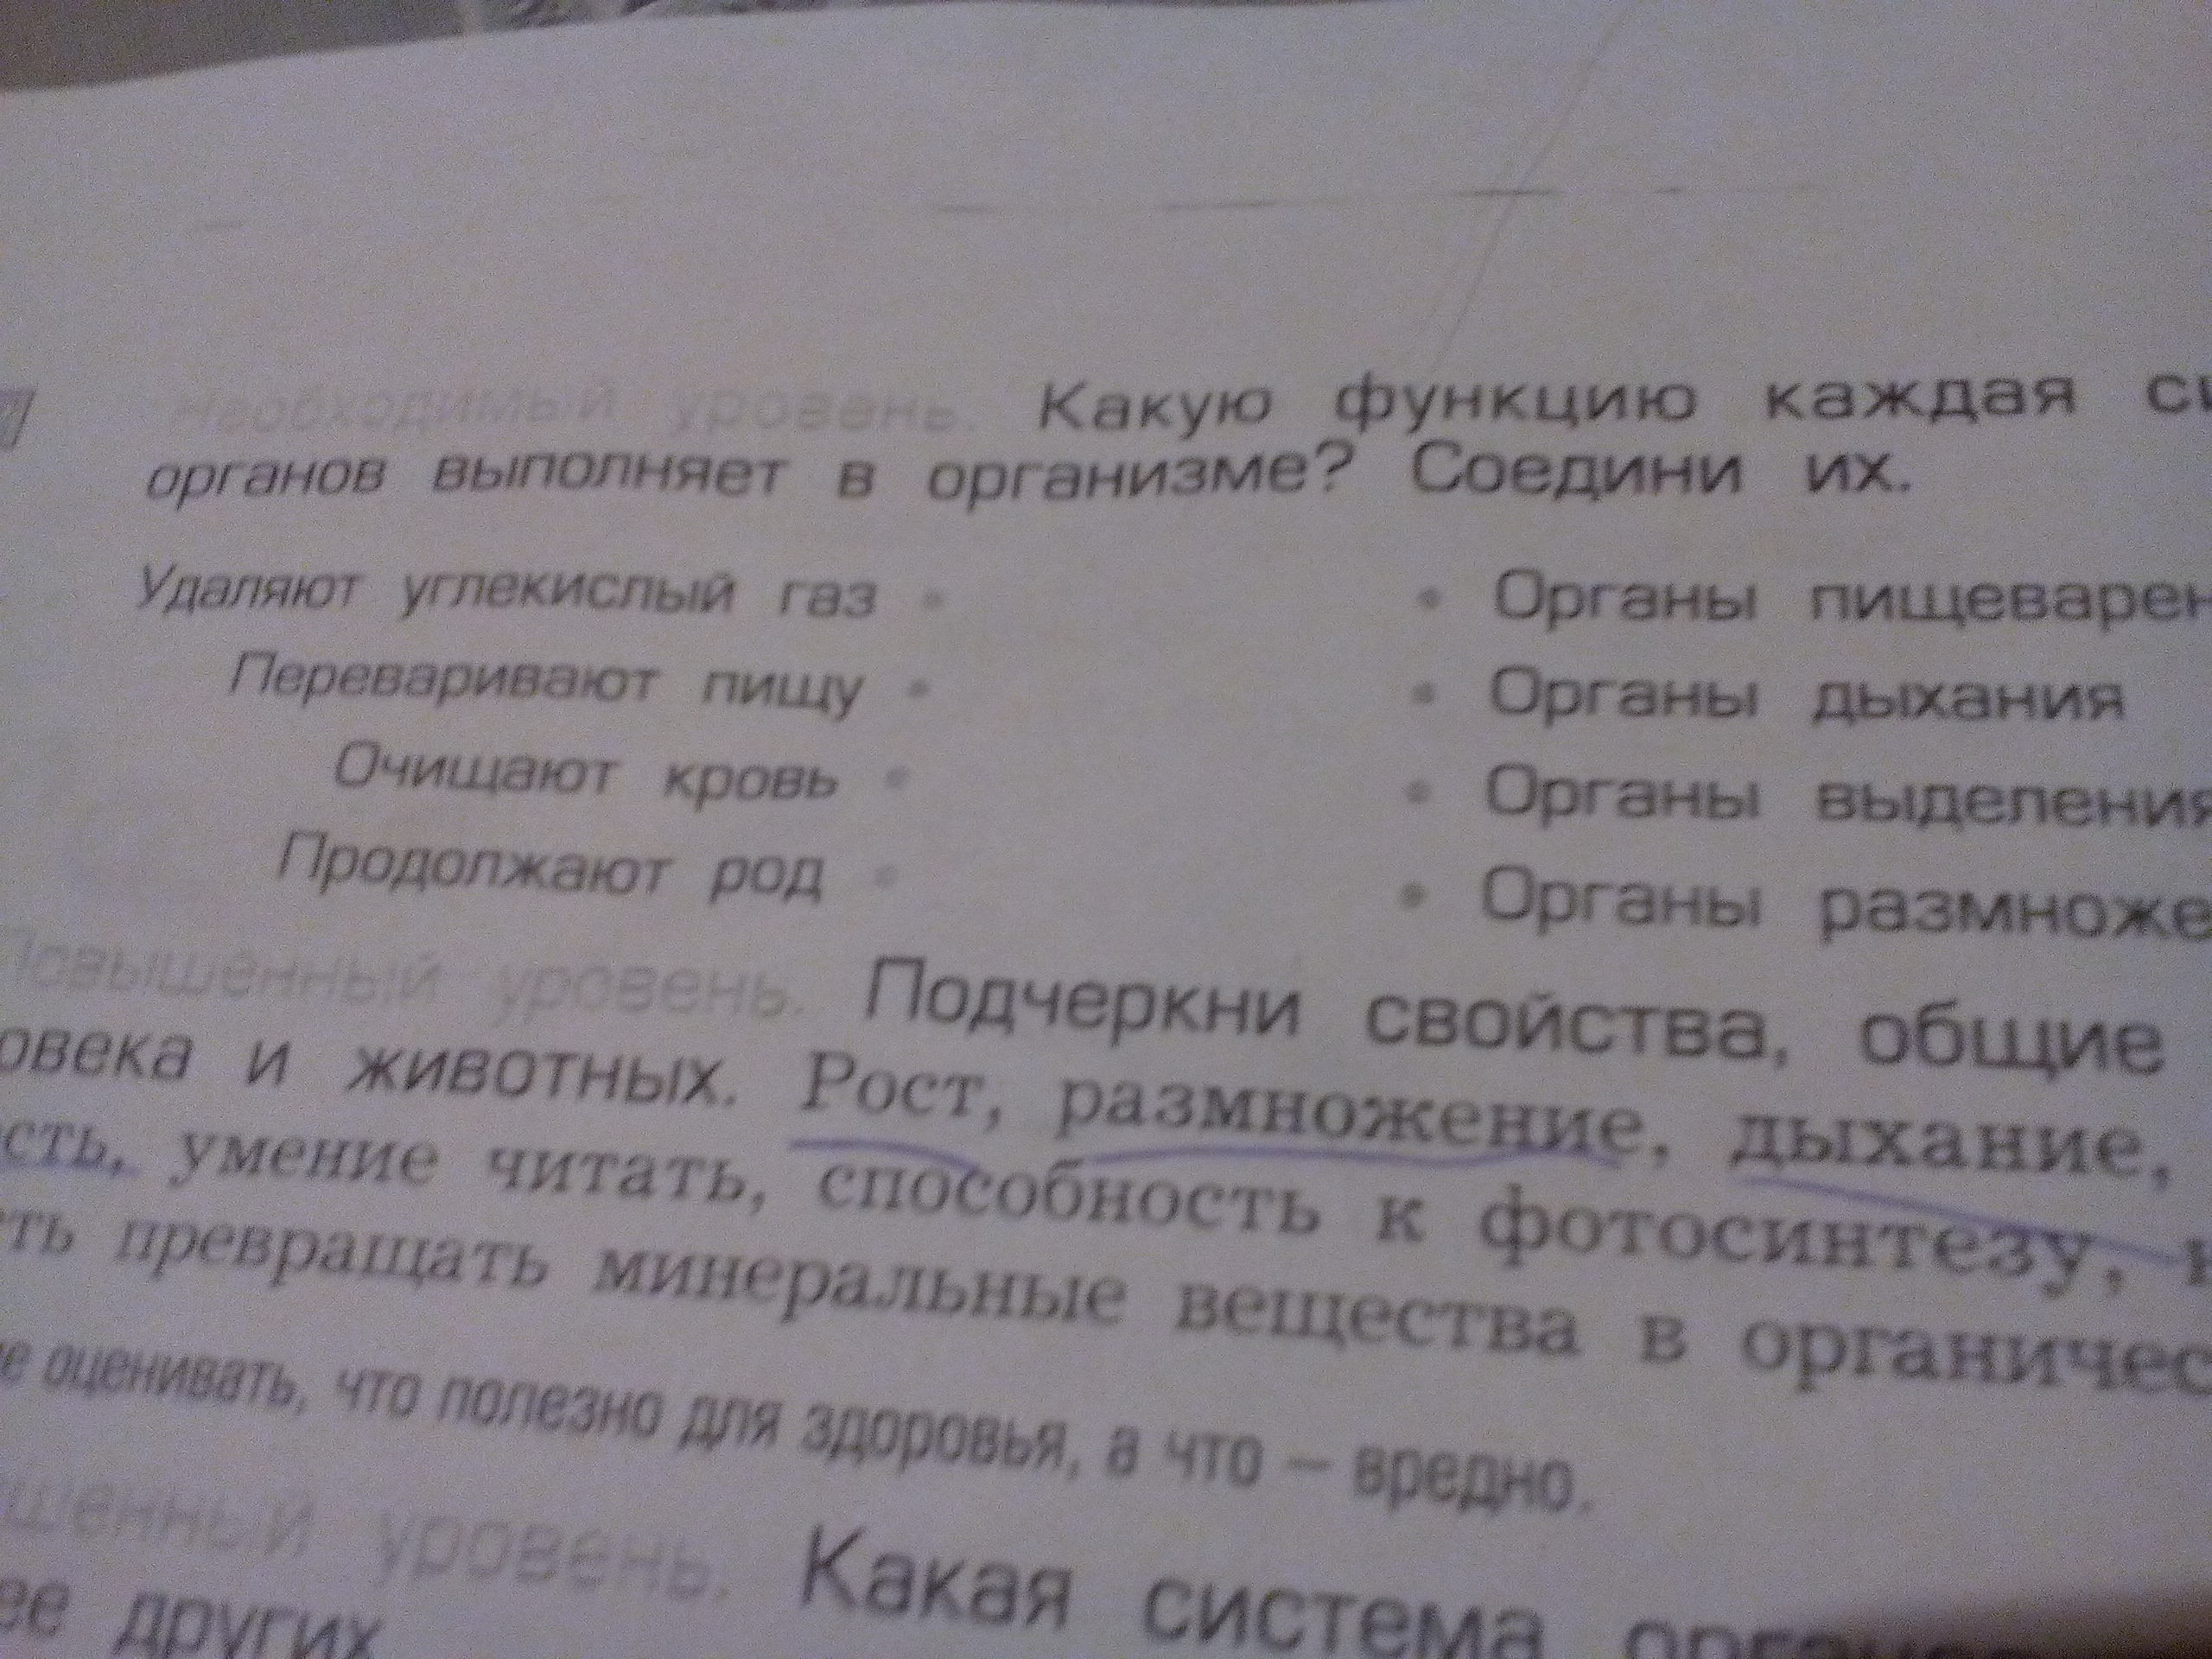 Необходимый уровень. Какую функцию каждая
органов выполняет в организме? Соедини их.
Удаляют углекислый газ • • Органы пищеварен
Переваривают пищу • • Органы дыхания
Очищают кровь • • Органы выделения
Продолжают род • • Органы размноже
Повышенный уровень. Подчеркни свойства, общие
овека и животных. Рост, размножение, дыхание,
сть, умение читать, способность к фотосинтезу,
ть превращать минеральные вещества в органичес
е оценивать, что полезно для здоровья, а что – вредно.
шенный уровень. Какая система
ее других